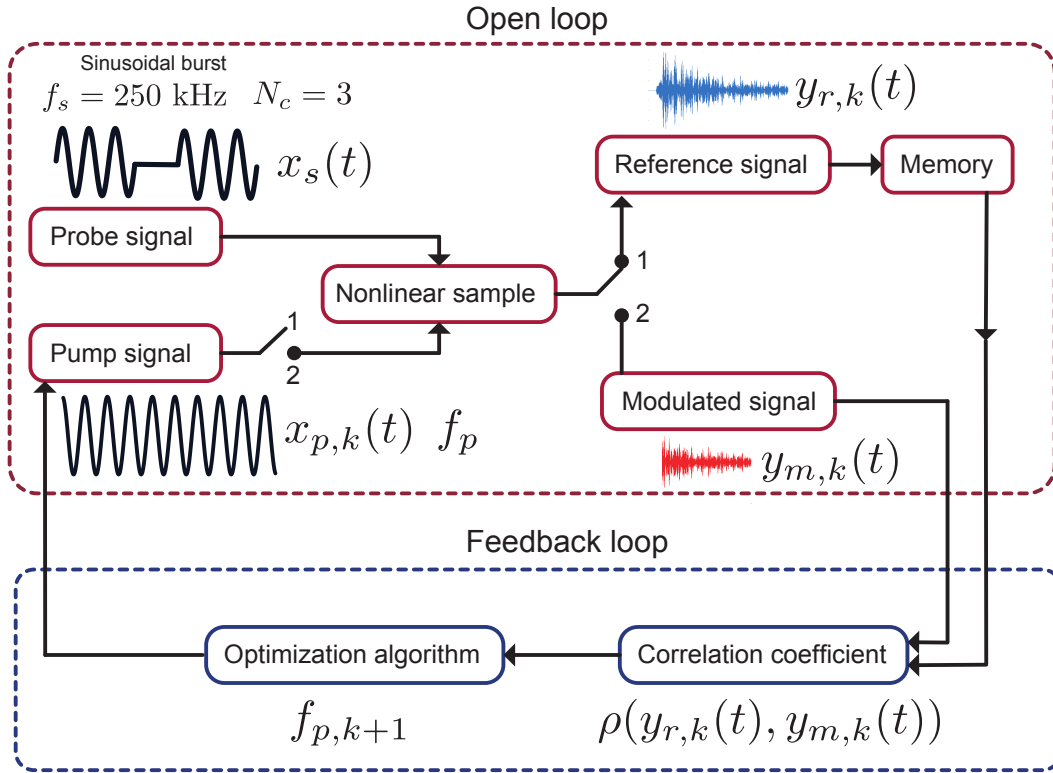 Open loop
Sinusoidal burst
f_s = 250 kHz N_c = 3
x_s(t)
y_{r,k}(t)
Reference signal
Memory
Probe signal
Nonlinear sample
1
2
Pump signal
1
2
Modulated signal
x_{p,k}(t) f_p
y_{m,k}(t)
Feedback loop
Optimization algorithm
Correlation coefficient
f_{p,k+1}
ρ(y_{r,k}(t), y_{m,k}(t))